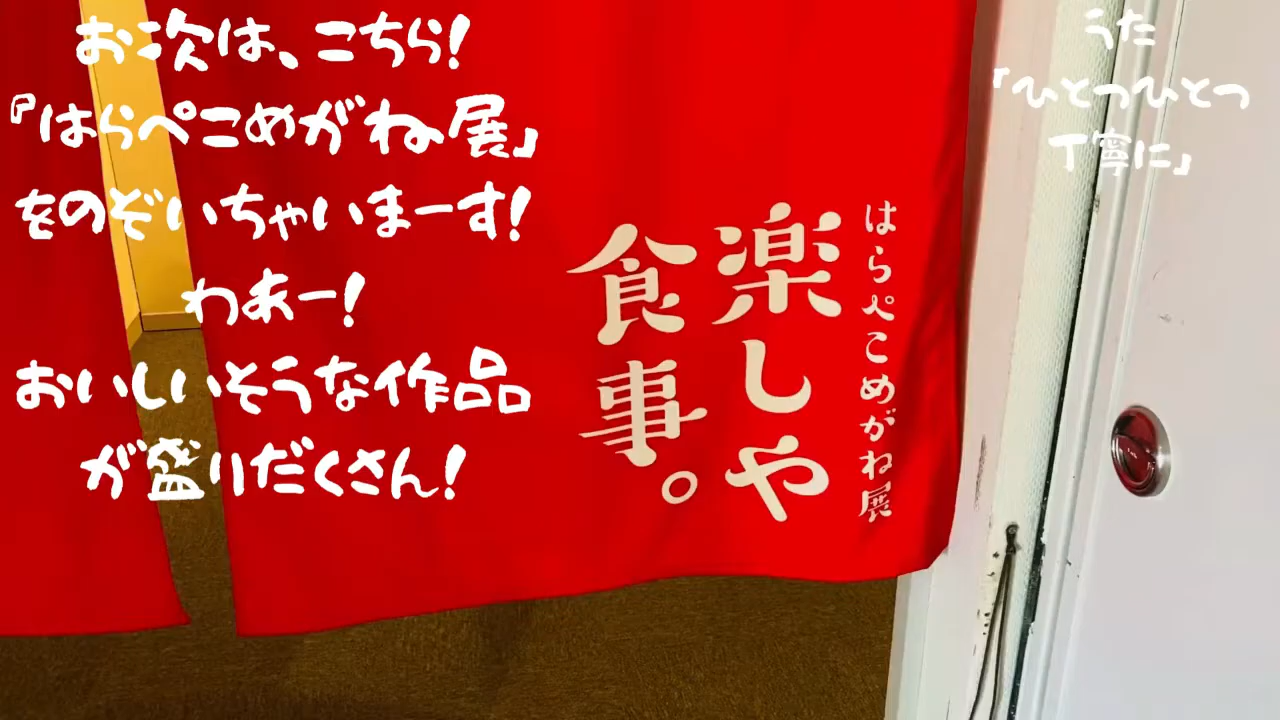 お次は、こちら!
『はらぺこめがね展』
をのぞいちゃいまーす!
わあー!
おいしいそうな作品
が盛りだくさん!
うた
「ひとつひとつ
丁寧に」
はらぺこめがね展
楽しや
食事。